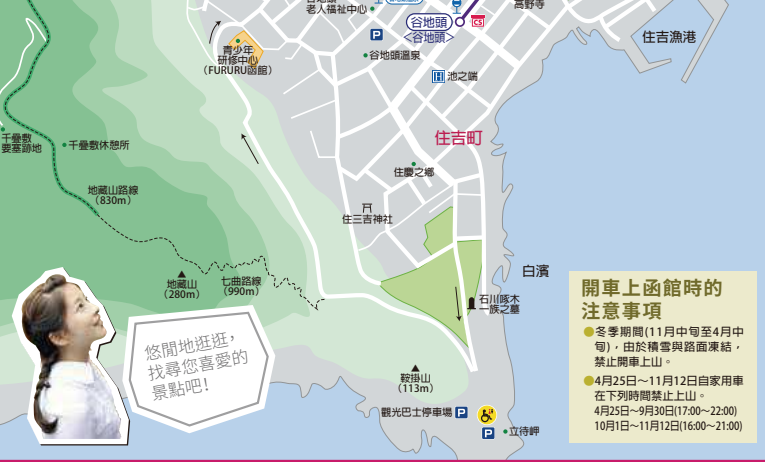 老人福祉中心
高野寺
谷地頭
CS
<谷地頭>
住吉漁港
青少年
研修中心
(FURURU函館)
P
谷地頭溫泉
H 池之端
千疊敷
要塞跡地
千疊敷休憩所
住吉町
住慶之鄉
地藏山路線
(830m)
住三吉神社
白濱
地藏山
(280m)
七曲路線
(990m)
石川啄木
一族之墓
悠閒地逛逛,
找尋您喜愛的
景點吧!
鞍掛山
(113m)
觀光巴士停車場 P
P
立待岬
開車上函館時的
注意事項
冬季期間(11月中旬至4月中
旬),由於積雪與路面凍結,
禁止開車上山。
4月25日~11月12日自家用車
在下列時間禁止上山。
4月25日~9月30日(17:00~22:00)
10月1日~11月12日(16:00~21:00)